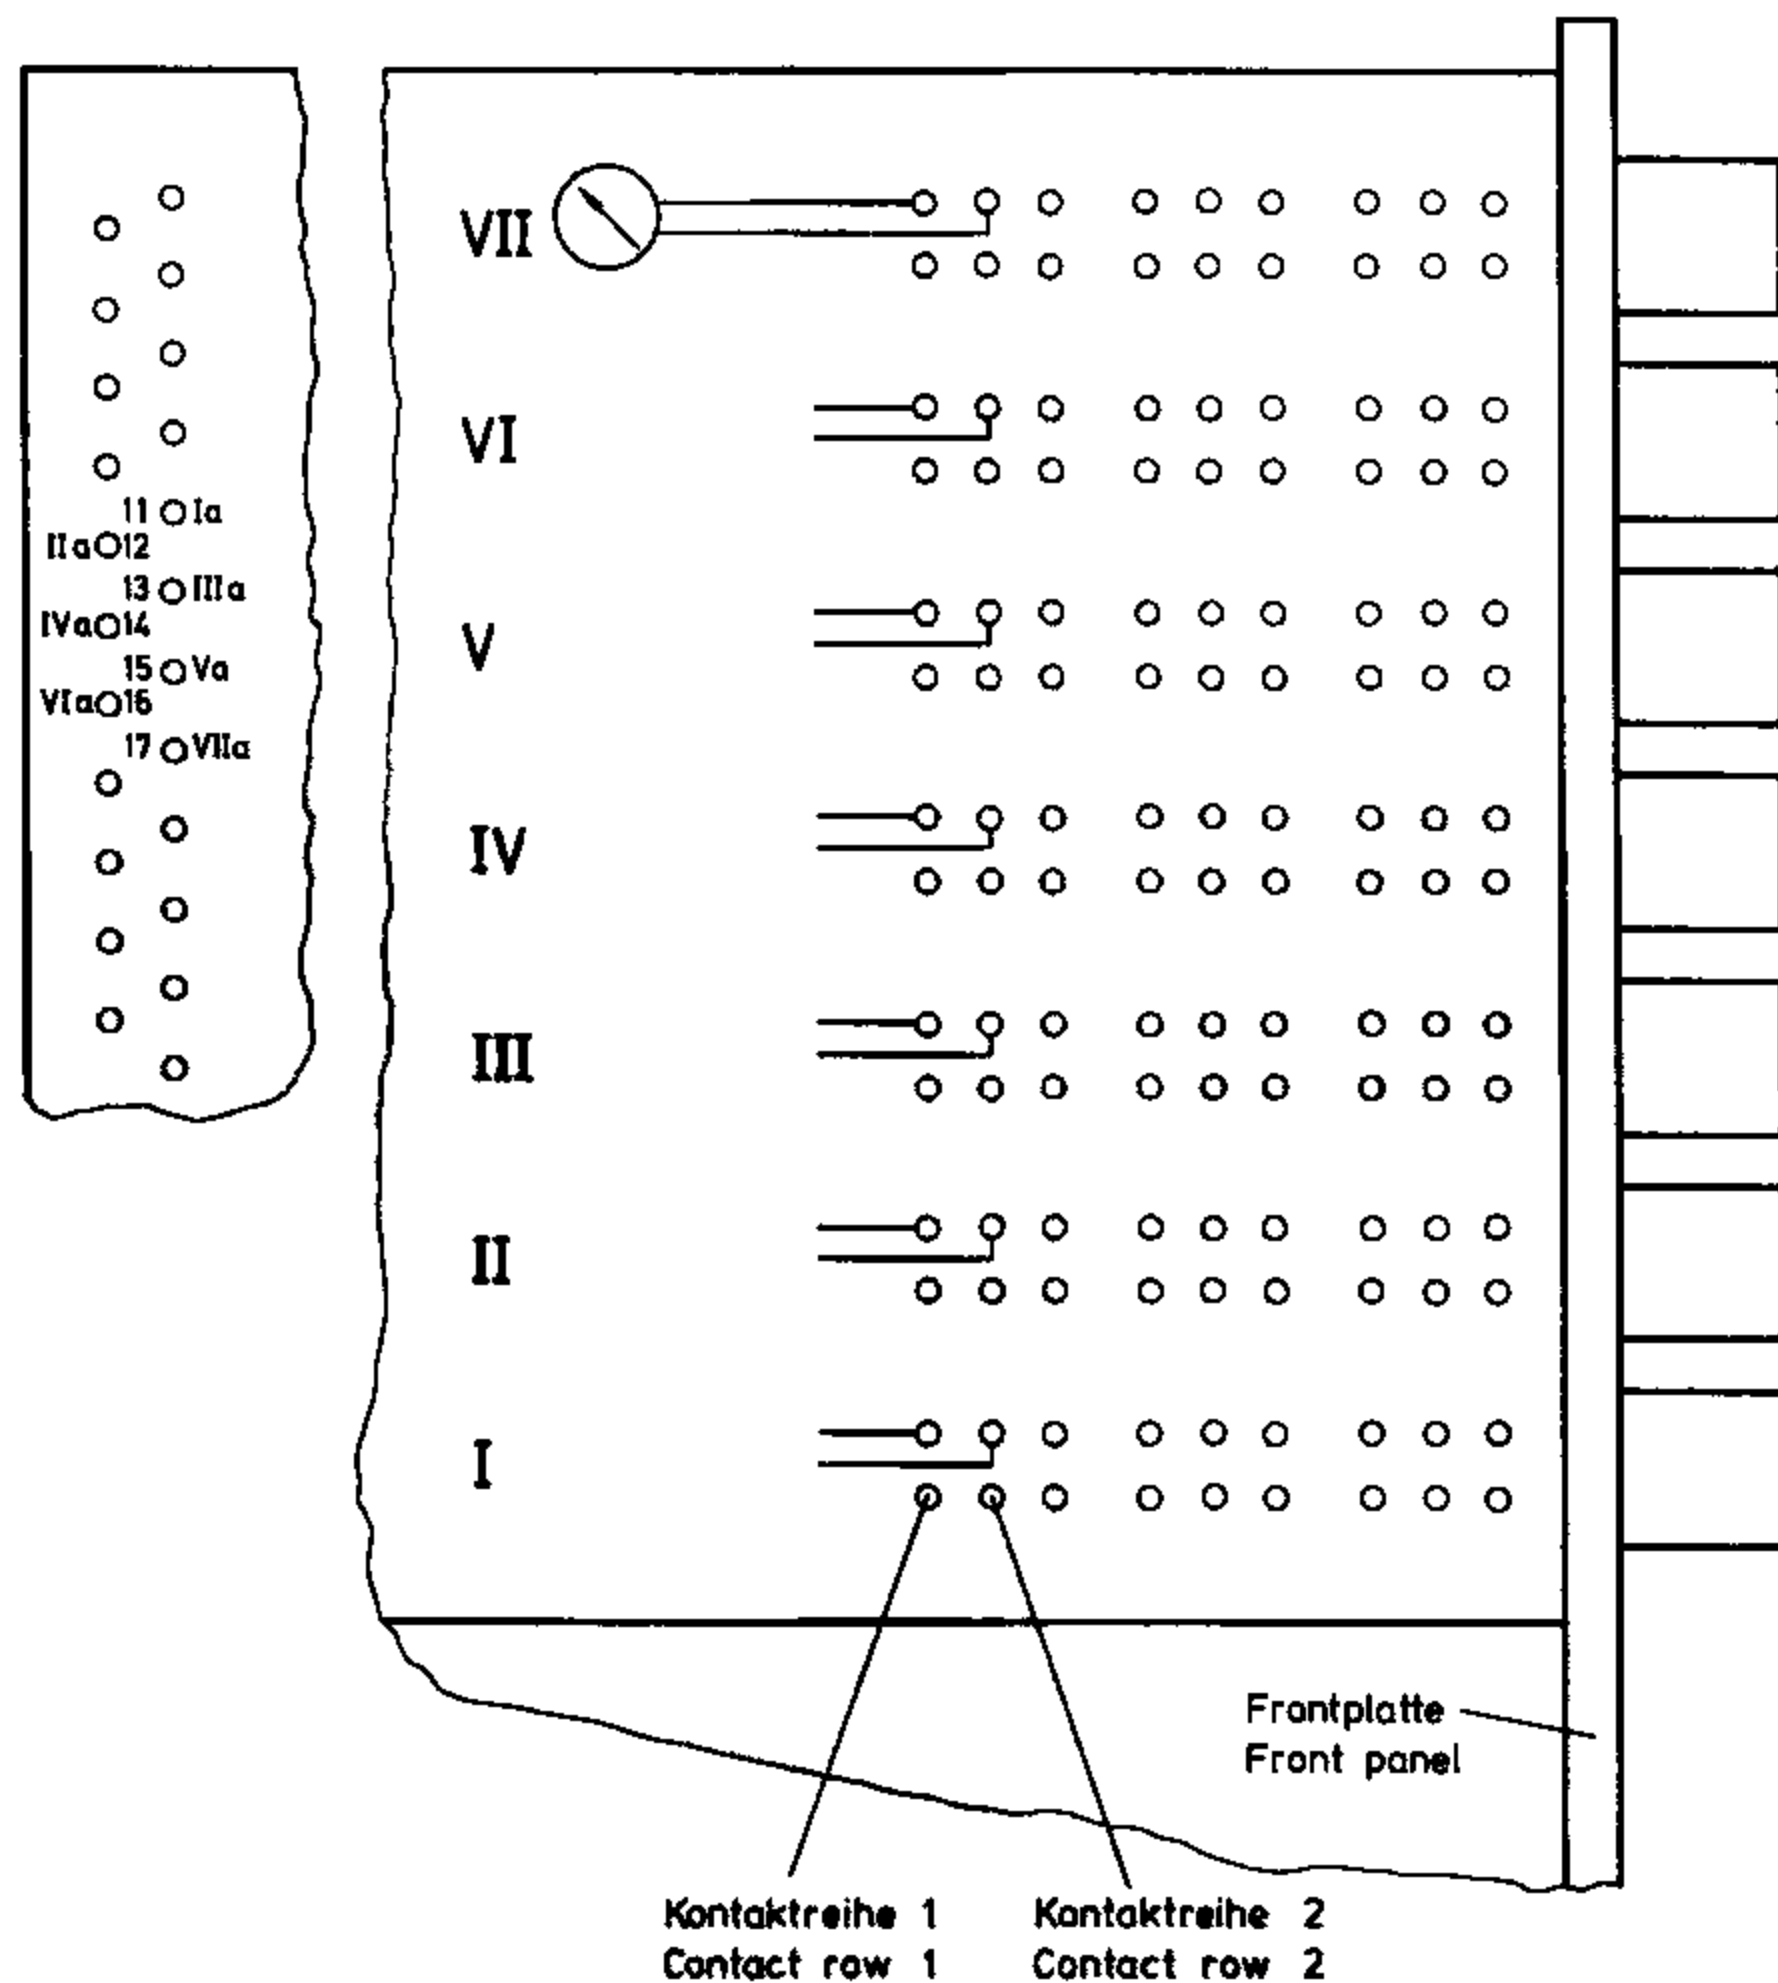 VII
VI
11 Ia
IIa 12
13 IIIa
IVa 14
15 Va
VIa 16
17 VIIa
V
IV
III
II
I
Frontplatte
Front panel
Kontaktreihe 1
Contact row 1
Kontaktreihe 2
Contact row 2